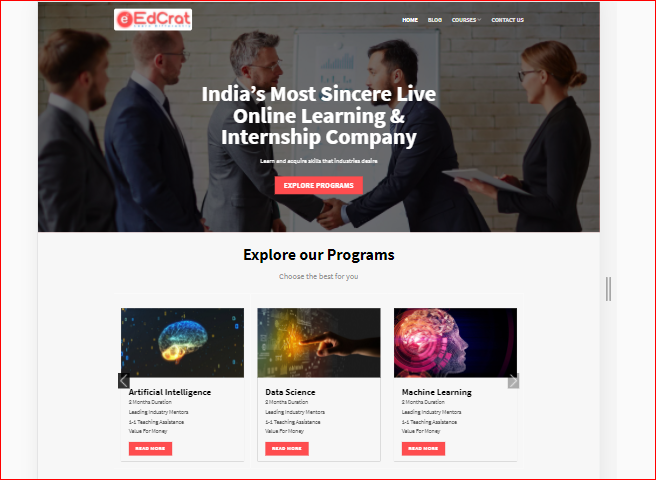 EdCrat
HOME BLOG COURSES CONTACT US
India's Most Sincere Live
Online Learning &
Internship Company
Learn and acquire skills that industries desire
EXPLORE PROGRAMS
Explore our Programs
Choose the best for you
Artificial Intelligence
2 Months Duration
Leading Industry Mentors
1-1 Teaching Assistance
Value For Money
READ MORE
Data Science
2 Months Duration
Leading Industry Mentors
1-1 Teaching Assistance
Value For Money
READ MORE
Machine Learning
2 Months Duration
Leading Industry Mentors
1-1 Teaching Assistance
Value For Money
READ MORE